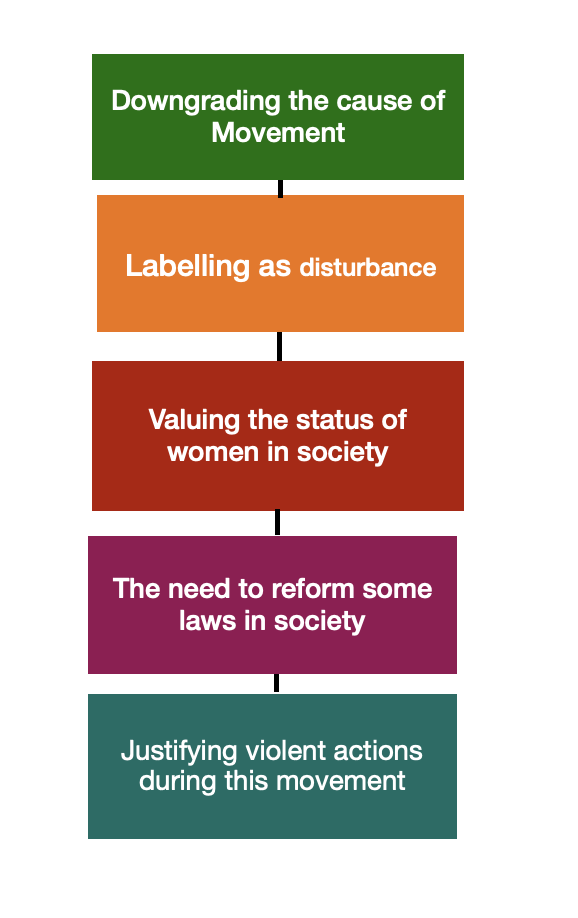 Downgrading the cause of
Movement
Labelling as disturbance
Valuing the status of
women in society
The need to reform some
laws in society
Justifying violent actions
during this movement